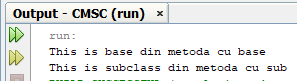 Output - CMSC (run) ×
run:
This is base din metoda cu base
This is subclass din metoda cu sub